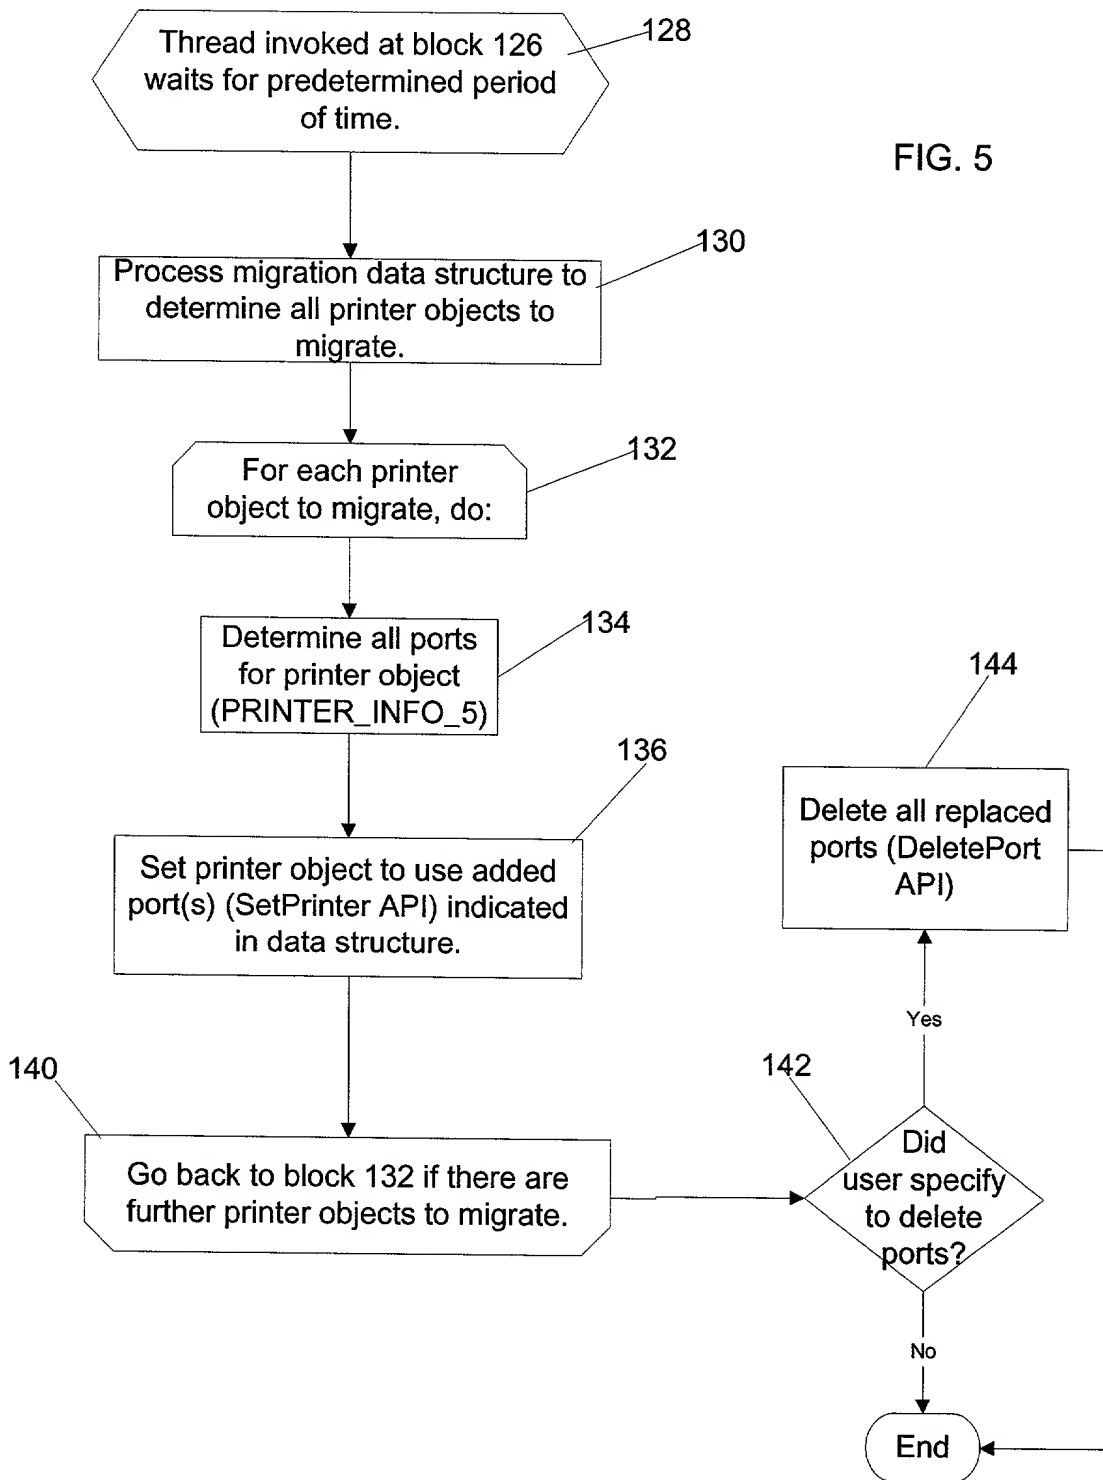 Thread invoked at block 126
waits for predetermined period
of time.
128
FIG. 5
130
Process migration data structure to
determine all printer objects to
migrate.
132
For each printer
object to migrate, do:
134
Determine all ports
for printer object
(PRINTER_INFO_5)
136
Set printer object to use added
port(s) (SetPrinter API) indicated
in data structure.
140
Go back to block 132 if there are
further printer objects to migrate.
142
Did
user specify
to delete
ports?
Yes
144
Delete all replaced
ports (DeletePort
API)
No
End